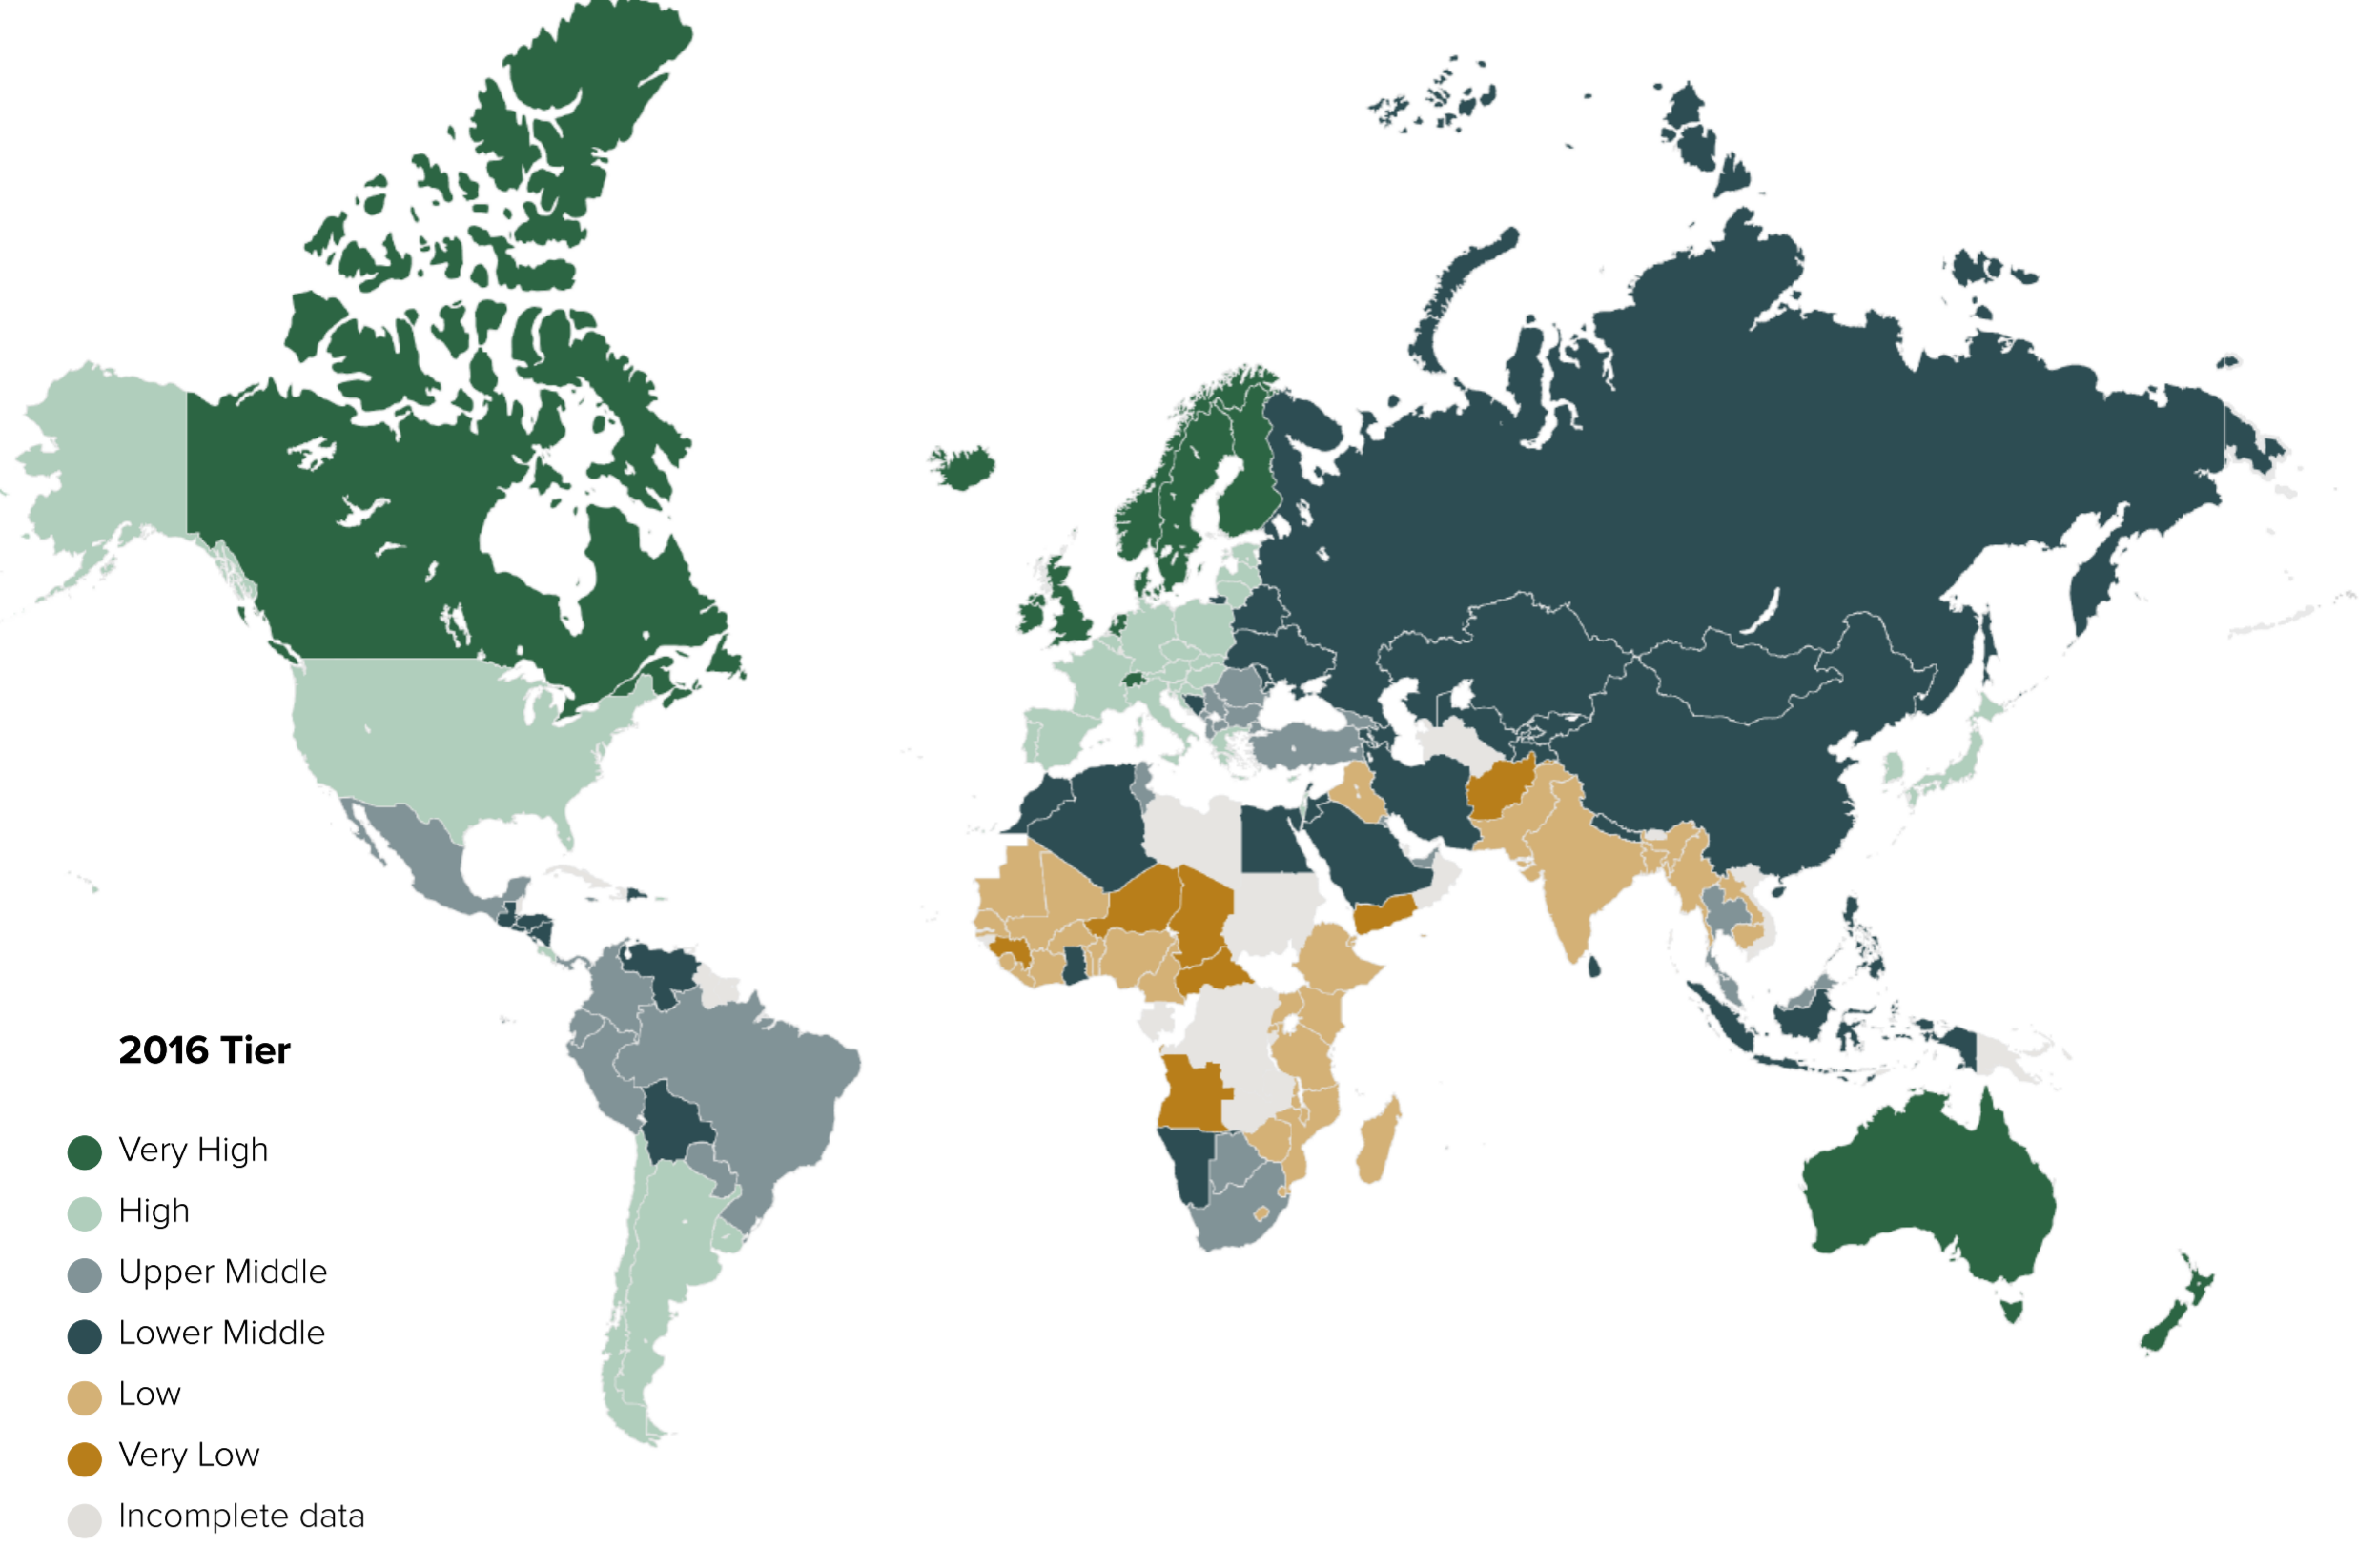 2016 Tier
Very High
High
Upper Middle
Lower Middle
Low
Very Low
Incomplete data